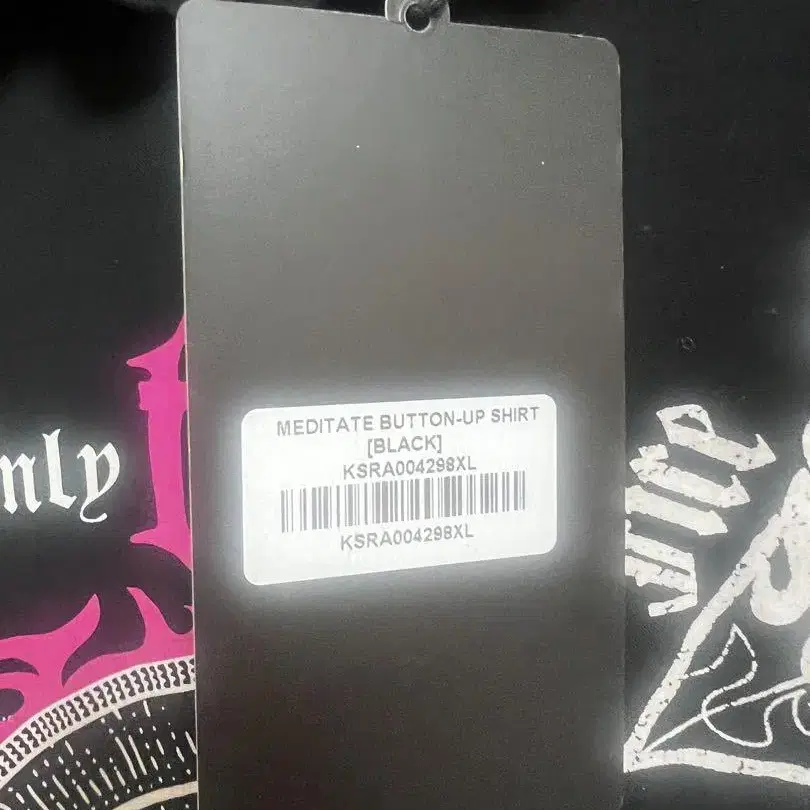 MEDITATE BUTTON-UP SHIRT
[BLACK]
KSRA004298XL
KSRA004298XL
nly